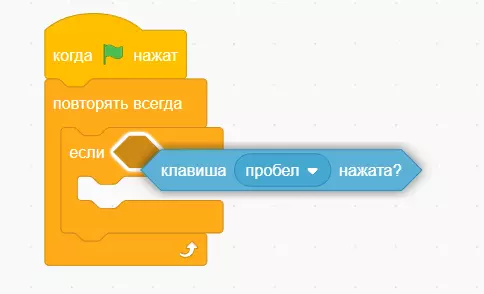 когда нажат
повторять всегда
если
клавиша пробел нажата?